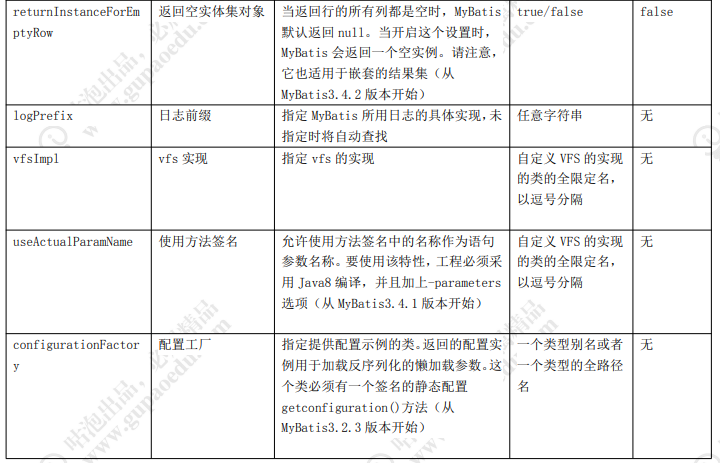 returnInstanceForEm
ptyRow
返回空实体集对象
当返回行的所有列都是空时，MyBatis
默认返回 null。当开启这个设置时，
MyBatis 会返回一个空实例。请注意，
它也适用于嵌套的结果集（从
MyBatis3.4.2 版本开始）
true/false
false
logPrefix
日志前缀
指定 MyBatis 所用日志的具体实现，未
指定时将自动查找
任意字符串
无
vfsImpl
vfs 实现
指定 vfs 的实现
自定义 VFS 的实现
的类的全限定名，
以逗号分隔
无
useActualParamName
使用方法签名
允许使用方法签名中的名称作为语句
参数名称。要使用该特性，工程必须采
用 Java8 编译，并且加上-parameters
选项（从 MyBatis3.4.1 版本开始）
自定义 VFS 的实现
的类的全限定名，
以逗号分隔
无
configurationFactor
y
配置工厂
指定提供配置示例的类。返回的配置实
例用于加载反序列化的懒加载参数。这
个类必须有一个签名的静态配置
getconfiguration()方法（从
MyBatis3.2.3 版本开始）
一个类型别名或者
一个类型的全路径
名
无